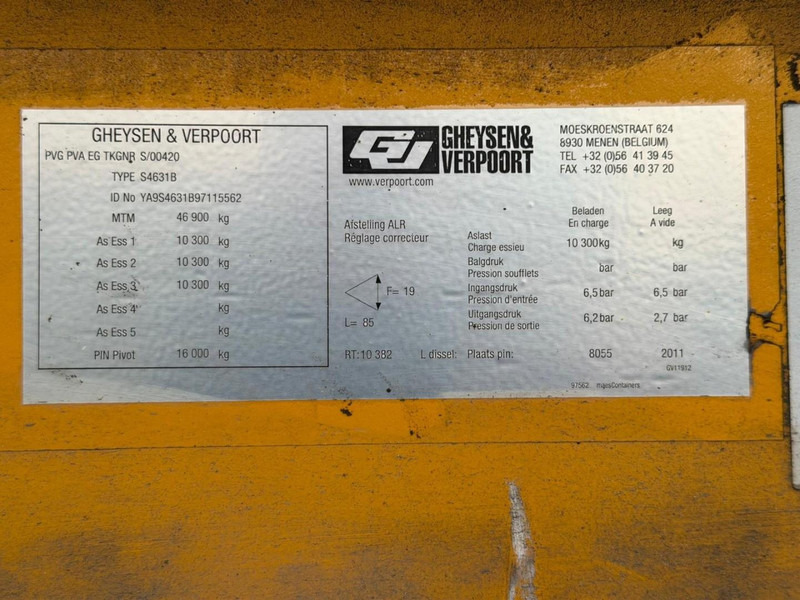 GHEYSEN & VERPOORT
PVG PVA EG TKGNR S/00420
TYPE S4631B
ID No YA9S4631B97115562
MTM 46 900 kg
As Ess 1 10 300 kg
As Ess 2 10 300 kg
As Ess 3 10 300 kg
As Ess 4 kg
As Ess 5 kg
PIN Pivot 16 000 kg
GV GHEYSEN&
VERPOORT
www.verpoort.com
MOESKROENSTRAAT 624
8930 MENEN (BELGIUM)
TEL +32 (0)56 41 39 45
FAX +32 (0)56 40 37 20
Afstelling ALR
Réglage correcteur
F= 19
L= 85
Beladen Leeg
En charge A vide
Aslast
Charge essieu 10 300kg kg
Balgdruk
Pression soufflets bar bar
Ingangsdruk
Pression d'entrée 6,5bar 6,5 bar
Uitgangsdruk
Pression de sortie 6,2bar 2,7 bar
RT:10 382 L dissel: Plaats pin: 8055 2011
GV11912
97562